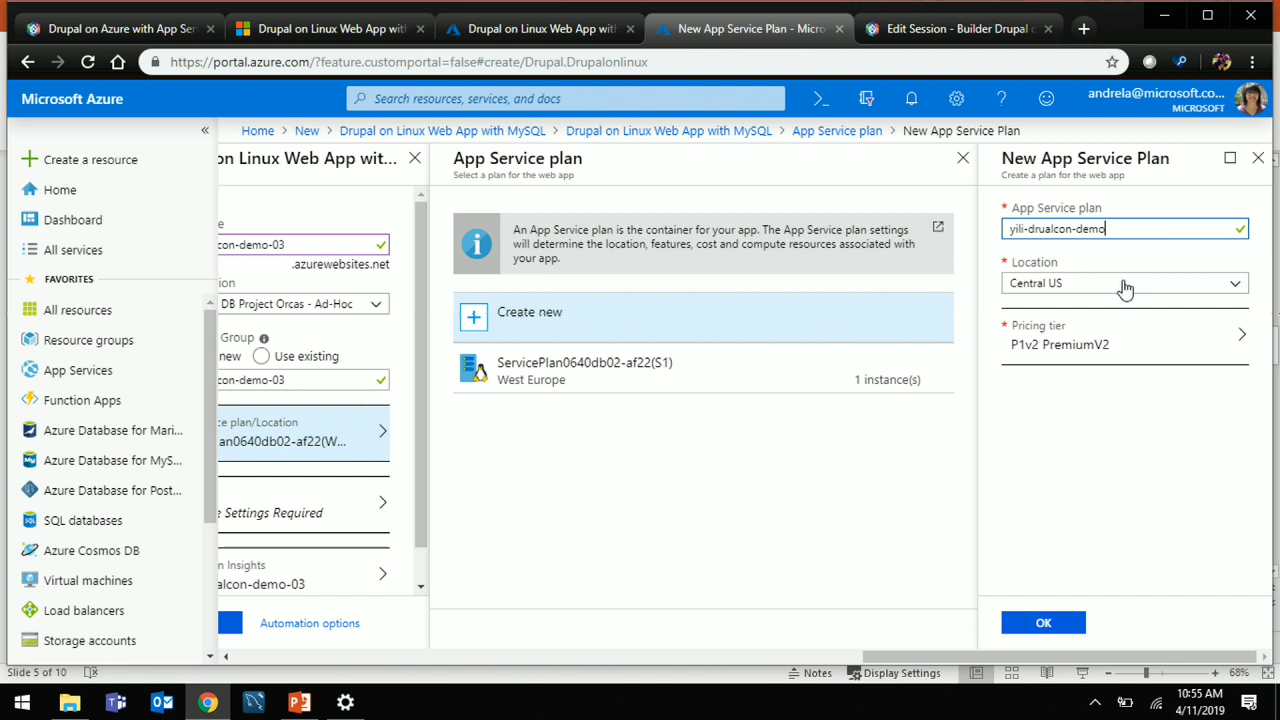 Drupal on Azure with App Ser
Drupal on Linux Web App with
Drupal on Linux Web App with
New App Service Plan - Micro
Edit Session - Builder Drupal o
https://portal.azure.com/?feature.customportal=false#create/Drupal.Drupalonlinux
Microsoft Azure
Search resources, services, and docs
andrela@microsoft.co...
MICROSOFT
Home
New
Drupal on Linux Web App with MySQL
Drupal on Linux Web App with MySQL
App Service plan
New App Service Plan
Create a resource
Home
Dashboard
All services
FAVORITES
All resources
Resource groups
App Services
Function Apps
Azure Database for Mari...
Azure Database for MyS...
Azure Database for Post...
SQL databases
Azure Cosmos DB
Virtual machines
Load balancers
Storage accounts
on Linux Web App wit...
e
con-demo-03
.azurewebsites.net
ion
DB Project Orcas - Ad-Hoc
Group
new
Use existing
con-demo-03
ce plan/Location
an0640db02-af22(W...
e Settings Required
n Insights
alcon-demo-03
Automation options
App Service plan
Select a plan for the web app
An App Service plan is the container for your app. The App Service plan settings
will determine the location, features, cost and compute resources associated with
your app.
Create new
ServicePlan0640db02-af22(S1)
West Europe
1 instance(s)
New App Service Plan
Create a plan for the web app
* App Service plan
yili-drualcon-demo
* Location
Central US
* Pricing tier
P1v2 PremiumV2
OK
Slide 5 of 10
Notes
Display Settings
68%
10:55 AM
4/11/2019